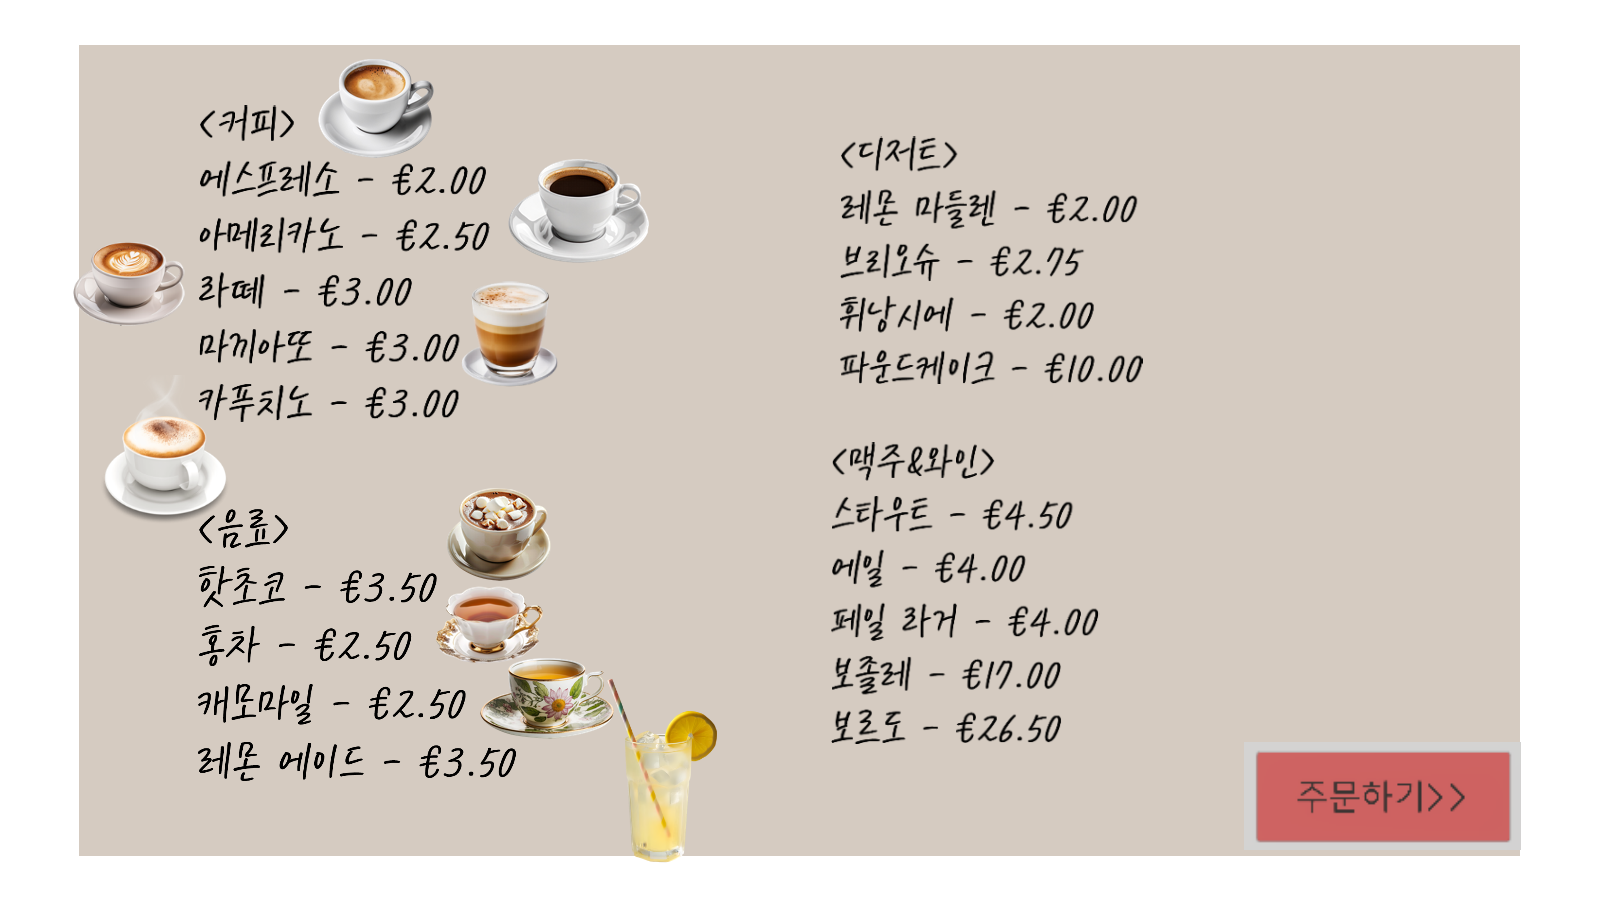 <커피>
에스프레소 - €2.00
아메리카노 - €2.50
라떼 - €3.00
마끼아또 - €3.00
카푸치노 - €3.00
<음료>
핫초코 - €3.50
홍차 - €2.50
캐모마일 - €2.50
레몬 에이드 - €3.50
<디저트>
레몬 마들렌 - €2.00
브리오슈 - €2.75
휘낭시에 - €2.00
파운드케이크 - €10.00
<맥주&와인>
스타우트 - €4.50
에일 - €4.00
페일 라거 - €4.00
보졸레 - €17.00
보르도 - €26.50
주문하기>>